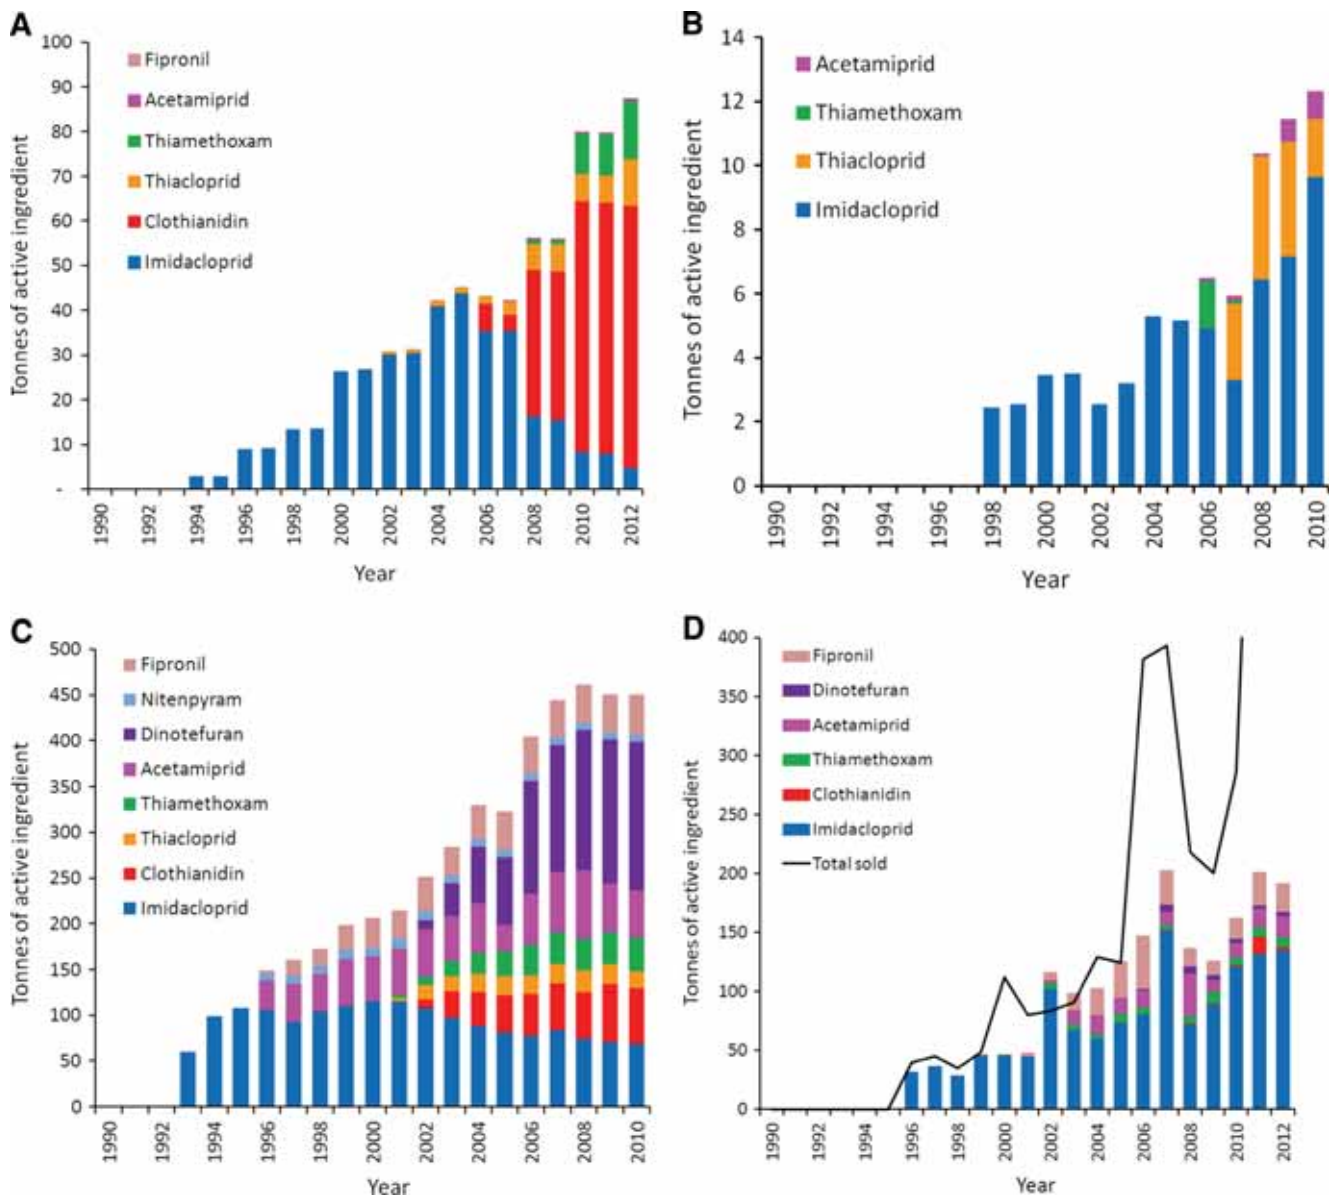 A
Tonnes of active ingredient
100
90
80
70
60
50
40
30
20
10
-
Fipronil
Acetamiprid
Thiamethoxam
Thiacloprid
Clothianidin
Imidacloprid
1990
1992
1994
1996
1998
2000
2002
2004
2006
2008
2010
2012
Year
B
Tonnes of active ingredient
14
12
10
8
6
4
2
0
Acetamiprid
Thiamethoxam
Thiacloprid
Imidacloprid
1990
1992
1994
1996
1998
2000
2002
2004
2006
2008
2010
Year
C
Tonnes of active ingredient
500
450
400
350
300
250
200
150
100
50
0
Fipronil
Nitenpyram
Dinotefuran
Acetamiprid
Thiamethoxam
Thiacloprid
Clothianidin
Imidacloprid
1990
1992
1994
1996
1998
2000
2002
2004
2006
2008
2010
Year
D
Tonnes of active ingredient
400
350
300
250
200
150
100
50
0
Fipronil
Dinotefuran
Acetamiprid
Thiamethoxam
Clothianidin
Imidacloprid
Total sold
1990
1992
1994
1996
1998
2000
2002
2004
2006
2008
2010
2012
Year